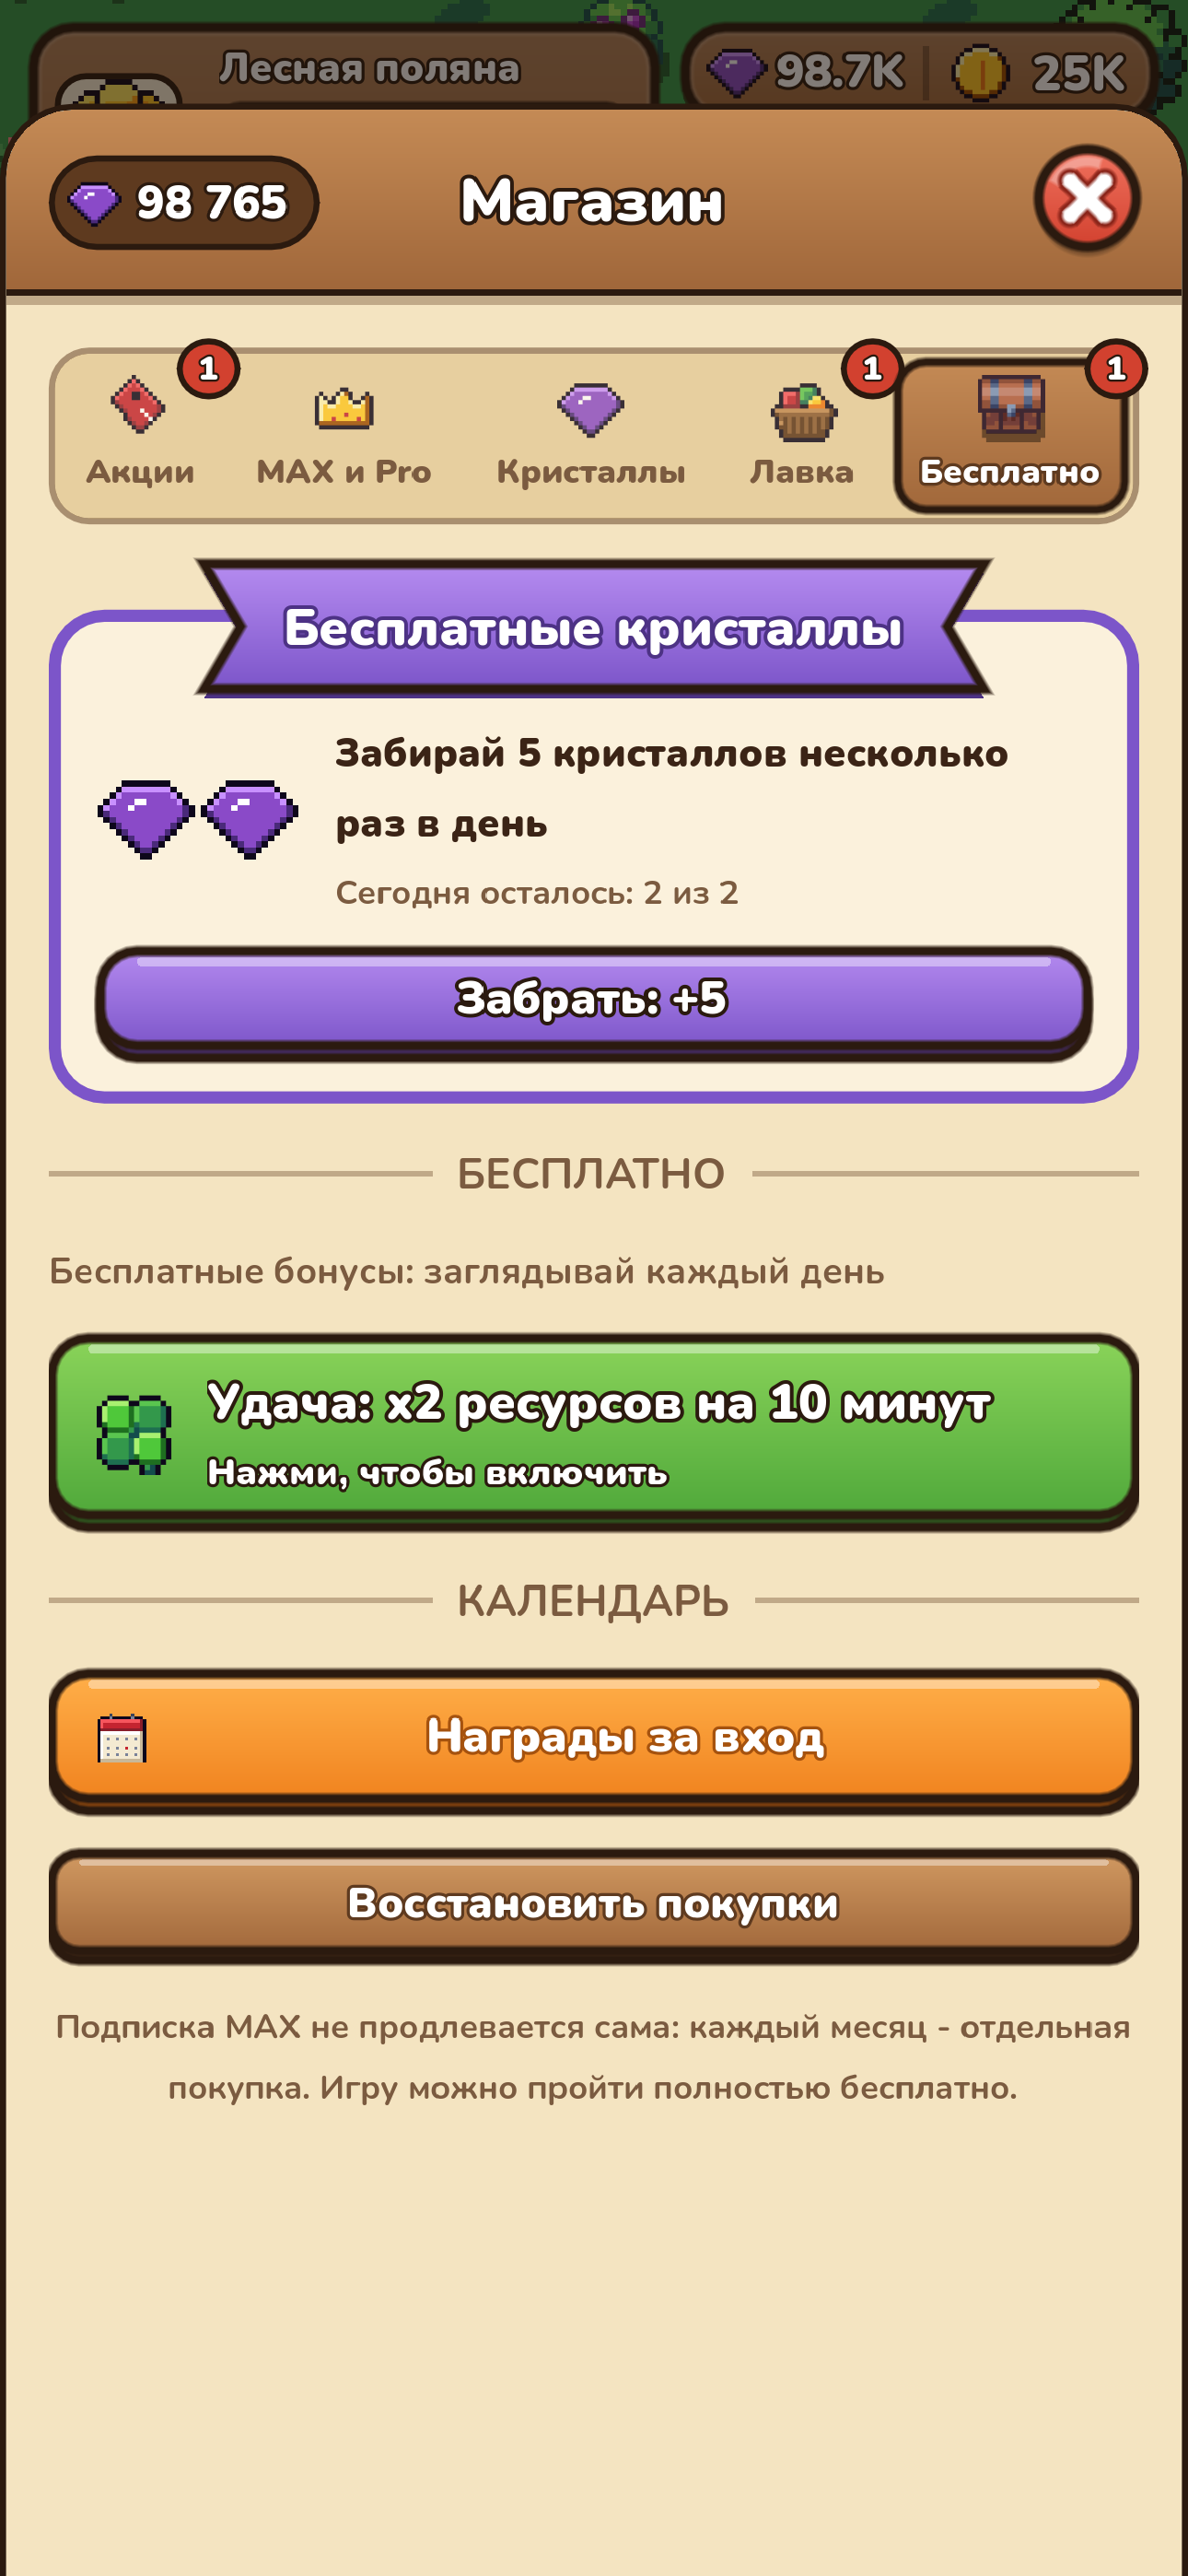 Лесная поляна
98.7K
25K
98 765
Магазин
1
1
1
Акции
MAX и Pro
Кристаллы
Лавка
Бесплатно
Бесплатные кристаллы
Забирай 5 кристаллов несколько
раз в день
Сегодня осталось: 2 из 2
Забрать: +5
БЕСПЛАТНО
Бесплатные бонусы: заглядывай каждый день
Удача: x2 ресурсов на 10 минут
Нажми, чтобы включить
КАЛЕНДАРЬ
Награды за вход
Восстановить покупки
Подписка MAX не продлевается сама: каждый месяц - отдельная
покупка. Игру можно пройти полностью бесплатно.